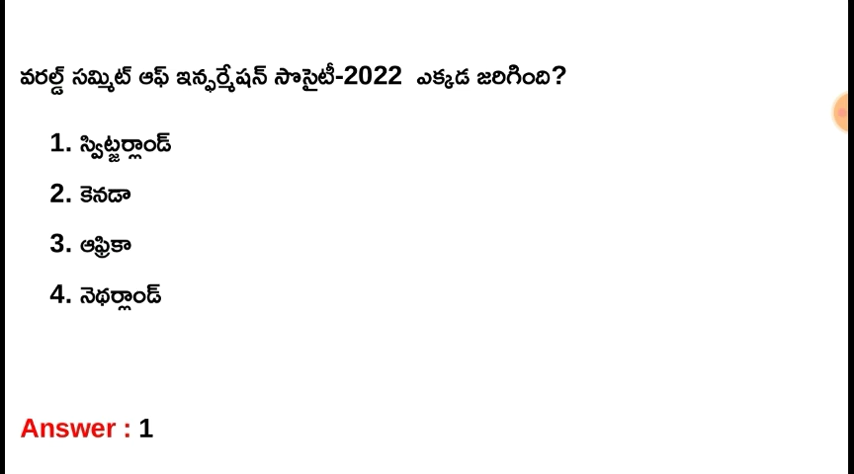 వరల్డ్ సమ్మిట్ ఆఫ్ ఇన్ఫర్మేషన్ సొసైటీ-2022 ఎక్కడ జరిగింది?
1. స్విట్జర్లాండ్
2. కెనడా
3. ఆఫ్రికా
4. నెథర్లాండ్
Answer : 1